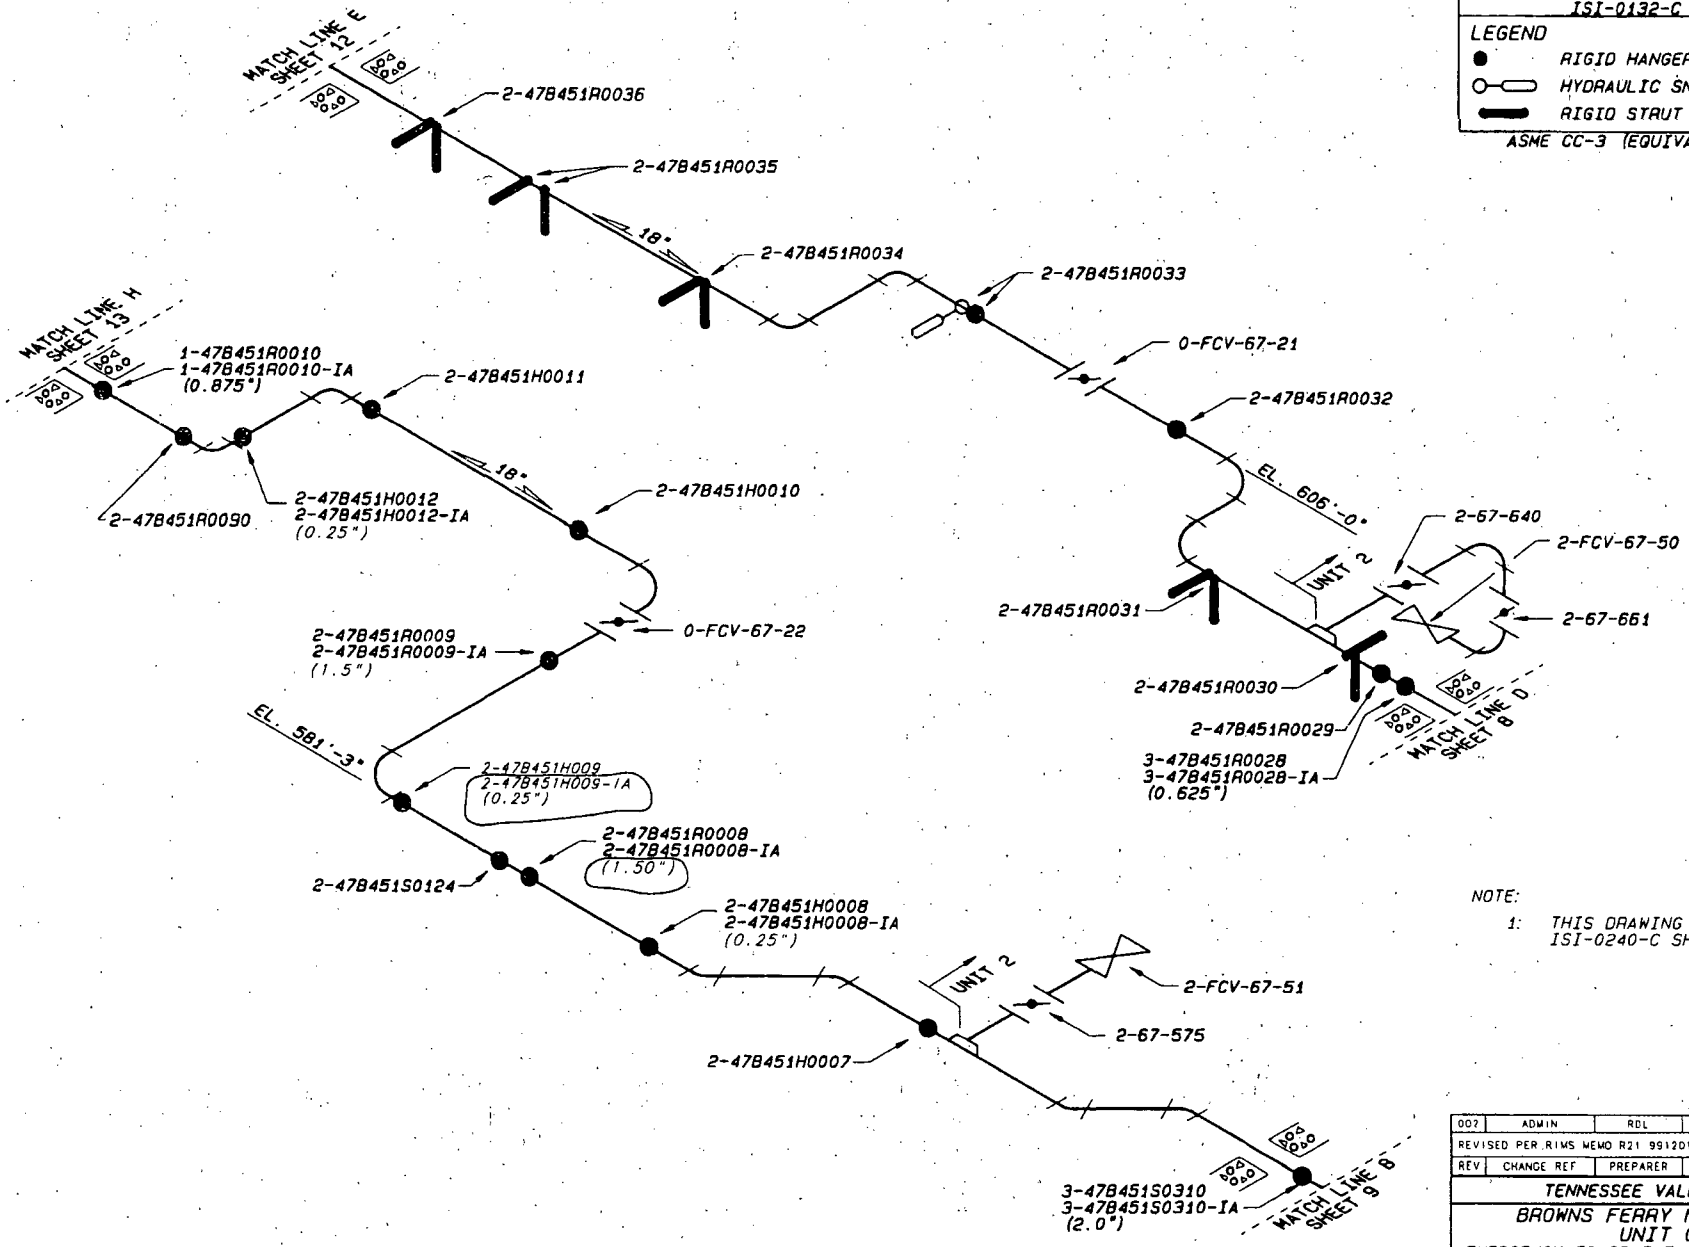 ISI-0132-C
LEGEND
RIGID HANGER
HYDRAULIC SN
RIGID STRUT
ASME CC-3 (EQUIVA
MATCH LINE E
SHEET 12
2-47B451R0036
2-47B451R0035
18"
2-47B451R0034
2-47B451R0033
0-FCV-67-21
2-47B451R0032
EL. 606'-0"
2-67-640
2-FCV-67-50
UNIT 2
2-67-661
2-47B451R0031
2-47B451R0030
2-47B451R0029
3-47B451R0028
3-47B451R0028-IA
(0.625")
MATCH LINE D
SHEET 8
MATCH LINE H
SHEET 13
1-47B451R0010
1-47B451R0010-IA
(0.875")
2-47B451H0011
2-47B451R0090
2-47B451H0012
2-47B451H0012-IA
(0.25")
18"
2-47B451H0010
0-FCV-67-22
2-47B451R0009
2-47B451R0009-IA
(1.5")
EL. 581'-3"
2-47B451H009
2-47B451H009-IA
(0.25")
2-47B451R0008
2-47B451R0008-IA
(1.50")
2-47B451S0124
2-47B451H0008
2-47B451H0008-IA
(0.25")
UNIT 2
2-FCV-67-51
2-67-575
2-47B451H0007
3-47B451S0310
3-47B451S0310-IA
(2.0")
MATCH LINE B
SHEET 9
NOTE:
1: THIS DRAWING
ISI-0240-C SH
002 ADMIN RDL
REVISED PER RIMS MEMO R21 99120
REV CHANGE REF PREPARER
TENNESSEE VAL
BROWNS FERRY
UNIT